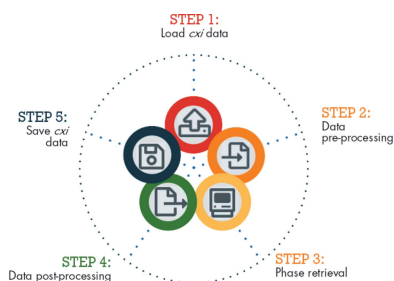 STEP 1:
Load cxi data
STEP 2:
Data
pre-processing
STEP 3:
Phase retrieval
STEP 4:
Data post-processing
STEP 5:
Save cxi
data